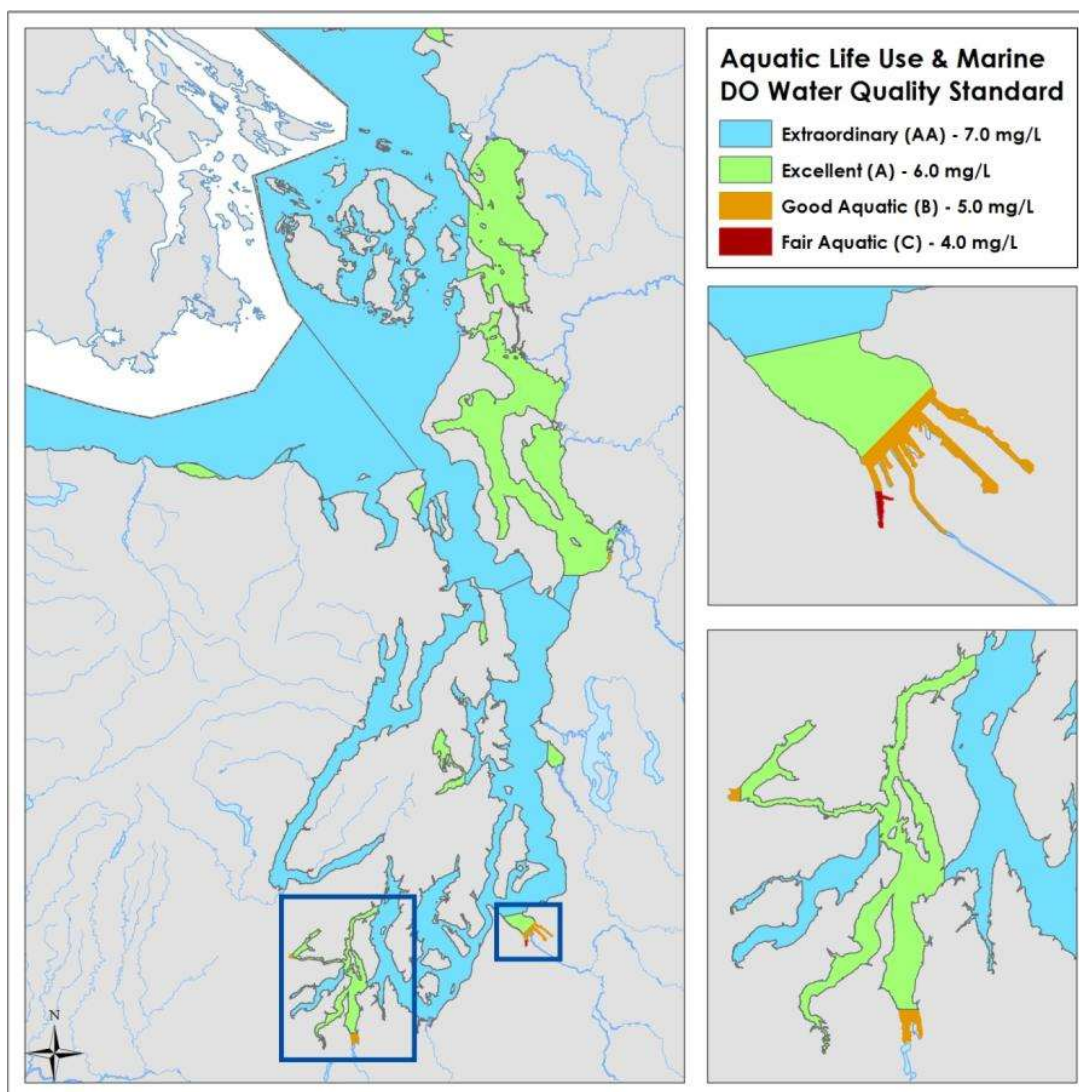 Aquatic Life Use & Marine
DO Water Quality Standard
Extraordinary (AA) - 7.0 mg/L
Excellent (A) - 6.0 mg/L
Good Aquatic (B) - 5.0 mg/L
Fair Aquatic (C) - 4.0 mg/L
N